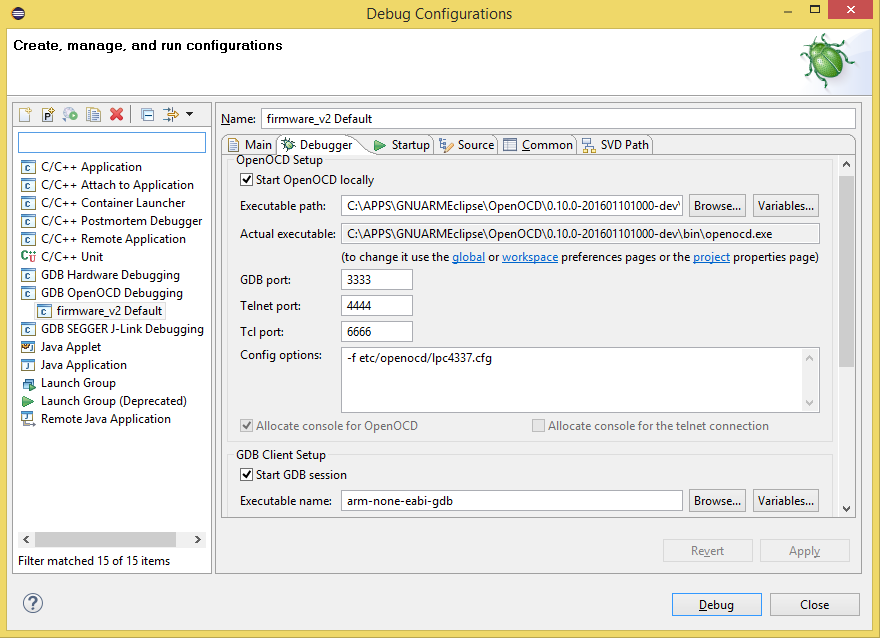 Debug Configurations
Create, manage, and run configurations
Name: firmware_v2 Default
Main Debugger Startup Source Common SVD Path
C/C++ Application
C/C++ Attach to Application
C/C++ Container Launcher
C/C++ Postmortem Debugger
C/C++ Remote Application
C/C++ Unit
GDB Hardware Debugging
GDB OpenOCD Debugging
firmware_v2 Default
GDB SEGGER J-Link Debugging
Java Applet
Java Application
Launch Group
Launch Group (Deprecated)
Remote Java Application
Filter matched 15 of 15 items
OpenOCD Setup
Start OpenOCD locally
Executable path: C:\APPS\GNUARMEclipse\OpenOCD\0.10.0-201601101000-dev\ Browse... Variables...
Actual executable: C:\APPS\GNUARMEclipse\OpenOCD\0.10.0-201601101000-dev\bin\openocd.exe
(to change it use the global or workspace preferences pages or the project properties page)
GDB port: 3333
Telnet port: 4444
Tcl port: 6666
Config options: -f etc/openocd/lpc4337.cfg
Allocate console for OpenOCD Allocate console for the telnet connection
GDB Client Setup
Start GDB session
Executable name: arm-none-eabi-gdb Browse... Variables...
Revert Apply
? Debug Close